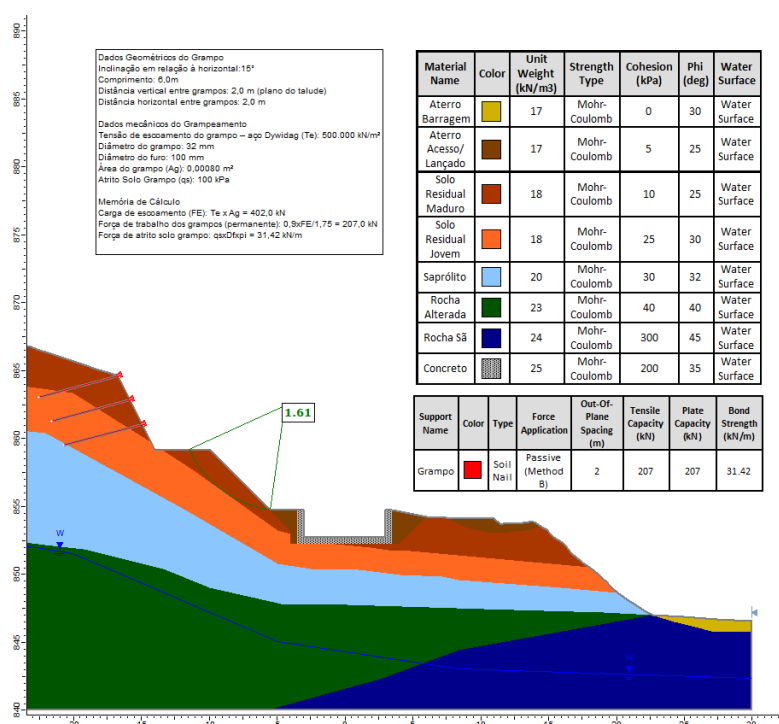 Dados Geométricos do Grampo
Inclinação em relação à horizontal:15°
Comprimento: 6,0m
Distância vertical entre grampos: 2,0 m (plano do talude)
Distância horizontal entre grampos: 2,0 m
Dados mecânicos do Grampeamento
Tensão de escoamento do grampo – aço Dywidag (Te): 500.000 kN/m²
Diâmetro do grampo: 32 mm
Diâmetro do furo: 100 mm
Área do grampo (Ag): 0,00080 m²
Atrito Solo Grampo (qs): 100 kPa
Memória de Cálculo
Carga de escoamento (FE): Te x Ag = 402,0 kN
Força de trabalho dos grampos (permanente): 0,9xFE/1,75 = 207,0 kN
Força de atrito solo grampo: qsxDfxpi = 31,42 kN/m
Material Name Color Unit Weight (kN/m3) Strength Type Cohesion (kPa) Phi (deg) Water Surface
Aterro Barragem 17 Mohr-Coulomb 0 30 Water Surface
Aterro Acesso/ Lançado 17 Mohr-Coulomb 5 25 Water Surface
Solo Residual Maduro 18 Mohr-Coulomb 10 25 Water Surface
Solo Residual Jovem 18 Mohr-Coulomb 25 30 Water Surface
Saprólito 20 Mohr-Coulomb 30 32 Water Surface
Rocha Alterada 23 Mohr-Coulomb 40 40 Water Surface
Rocha Sã 24 Mohr-Coulomb 300 45 Water Surface
Concreto 25 Mohr-Coulomb 200 35 Water Surface
Support Name Color Type Force Application Out-Of-Plane Spacing (m) Tensile Capacity (kN) Plate Capacity (kN) Bond Strength (kN/m)
Grampo Soil Nail Passive (Method B) 2 207 207 31.42
1.61
W
W
890
885
880
875
870
865
860
855
850
845
840
-20 -15 -10 -5 0 5 10 15 20 25 30